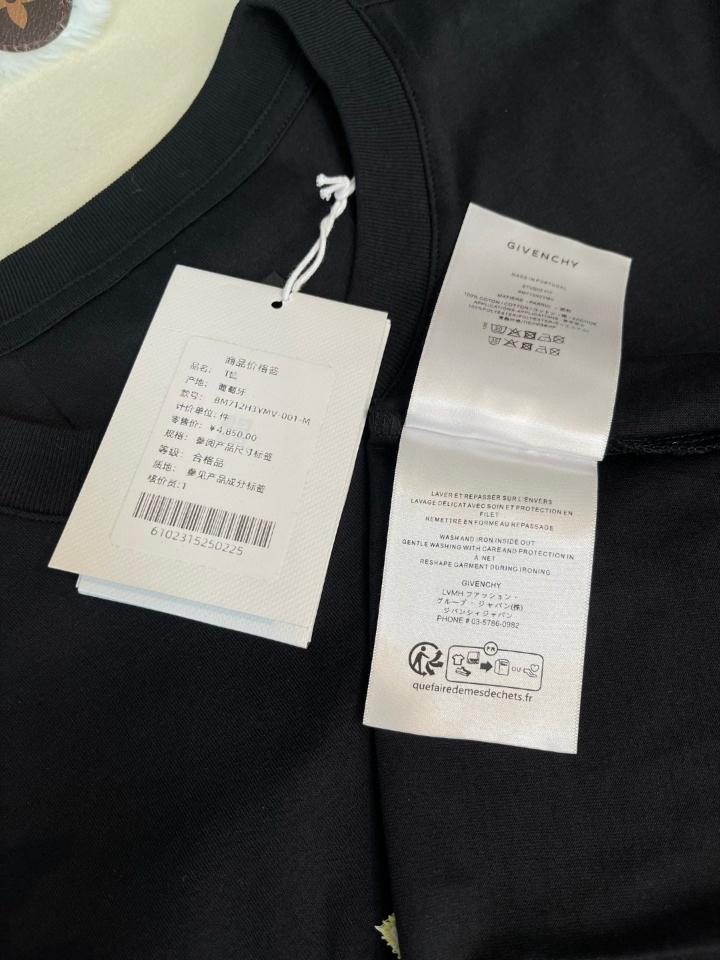 商品价格签
品名: T恤
产地: 葡萄牙
款号: BM712H3YMV-001-M
计价单位: 件
零售价: ￥4,850.00
规格: 参阅产品尺寸标签
等级: 合格品
质地: 参见产品成分标签
核价员:1
6102315250225
GIVENCHY
MADE IN PORTUGAL
LAVER ET REPASSER SUR L'ENVERS
LAVAGE DÉLICAT AVEC SOIN ET PROTECTION EN
FILET
REMETTRE EN FORME AU REPASSAGE
WASH AND IRON INSIDE OUT
GENTLE WASHING WITH CARE AND PROTECTION IN
A NET
RESHAPE GARMENT DURING IRONING
GIVENCHY
LVMH ファッション・
グループ・ジャパン(株)
ジバンシィジャパン
PHONE # 03-5786-0982
FR
OU
quefairedemesdechets.fr